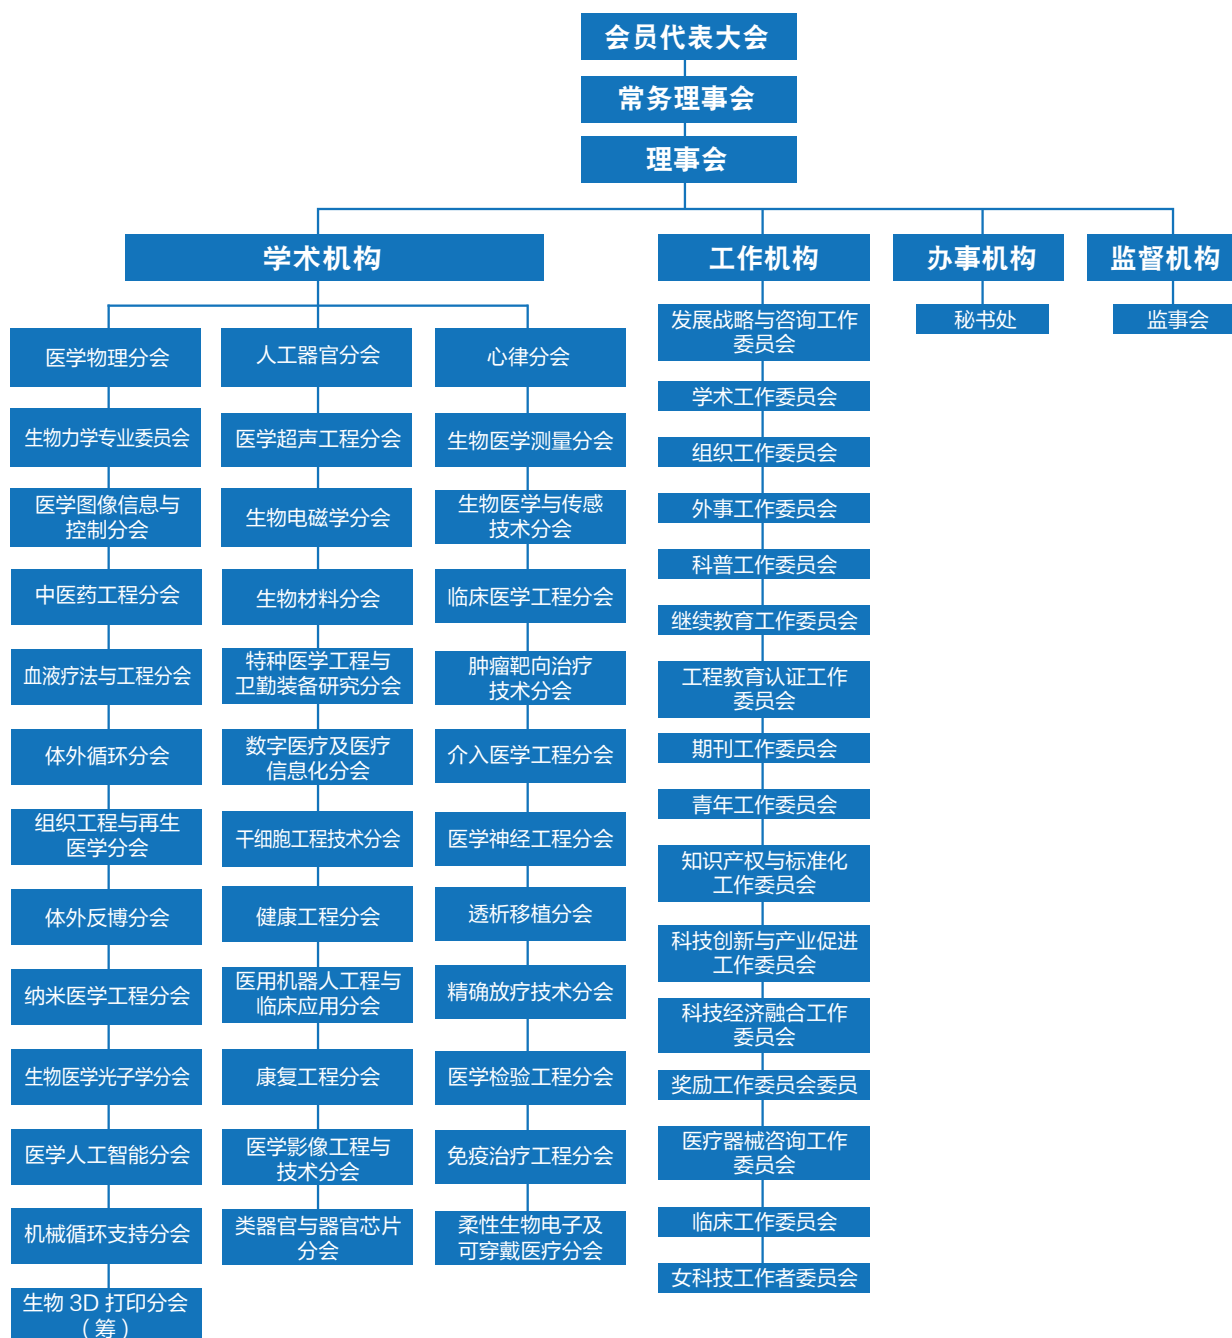 会员代表大会
常务理事会
理事会
学术机构
医学物理分会
生物力学专业委员会
医学图像信息与
控制分会
中医药工程分会
血液疗法与工程分会
体外循环分会
组织工程与再生
医学分会
体外反博分会
纳米医学工程分会
生物医学光子学分会
医学人工智能分会
机械循环支持分会
生物 3D 打印分会
（筹）
人工器官分会
医学超声工程分会
生物电磁学分会
生物材料分会
特种医学工程与
卫勤装备研究分会
数字医疗及医疗
信息化分会
干细胞工程技术分会
健康工程分会
医用机器人工程与
临床应用分会
康复工程分会
医学影像工程与
技术分会
类器官与器官芯片
分会
心律分会
生物医学测量分会
生物医学与传感
技术分会
临床医学工程分会
肿瘤靶向治疗
技术分会
介入医学工程分会
医学神经工程分会
透析移植分会
精确放疗技术分会
医学检验工程分会
免疫治疗工程分会
柔性生物电子及
可穿戴医疗分会
工作机构
发展战略与咨询工作
委员会
学术工作委员会
组织工作委员会
外事工作委员会
科普工作委员会
继续教育工作委员会
工程教育认证工作
委员会
期刊工作委员会
青年工作委员会
知识产权与标准化
工作委员会
科技创新与产业促进
工作委员会
科技经济融合工作
委员会
奖励工作委员会委员
医疗器械咨询工作
委员会
临床工作委员会
女科技工作者委员会
办事机构
秘书处
监督机构
监事会